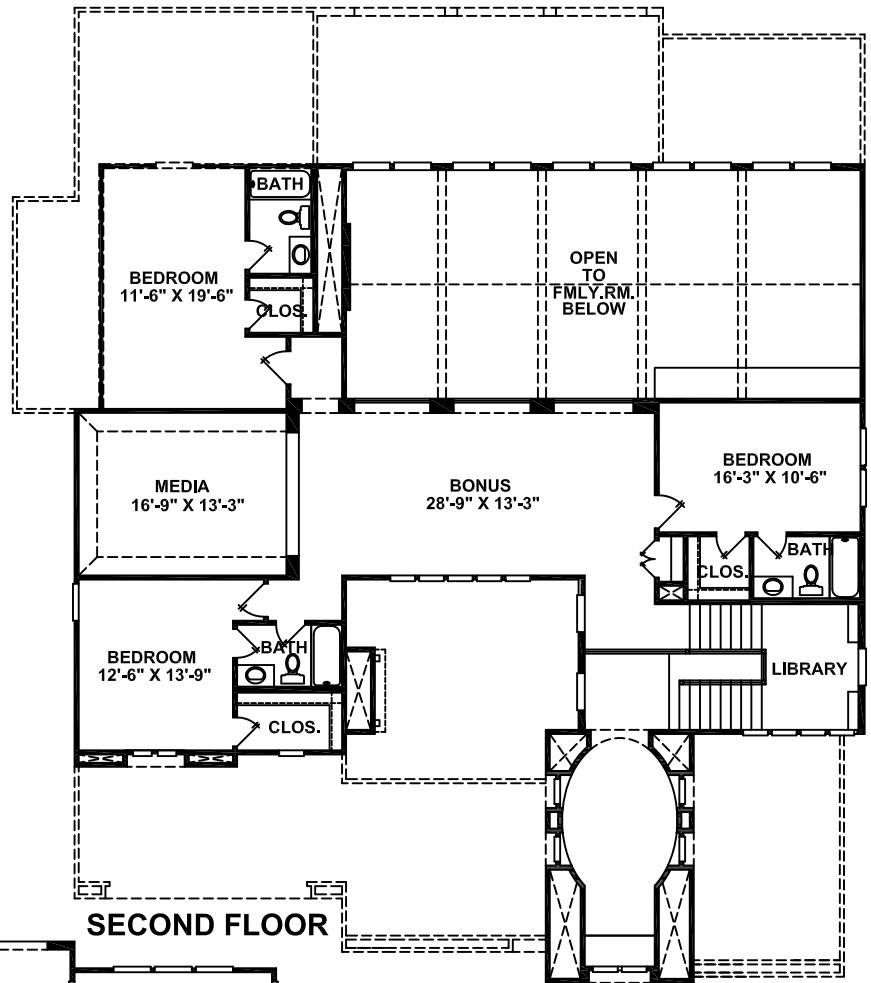 BATH
BEDROOM
11'-6" X 19'-6"
CLOS.
OPEN
TO
FMLY.RM.
BELOW
MEDIA
16'-9" X 13'-3"
BONUS
28'-9" X 13'-3"
BEDROOM
16'-3" X 10'-6"
BATH
CLOS.
BEDROOM
12'-6" X 13'-9"
BATH
CLOS.
LIBRARY
SECOND FLOOR